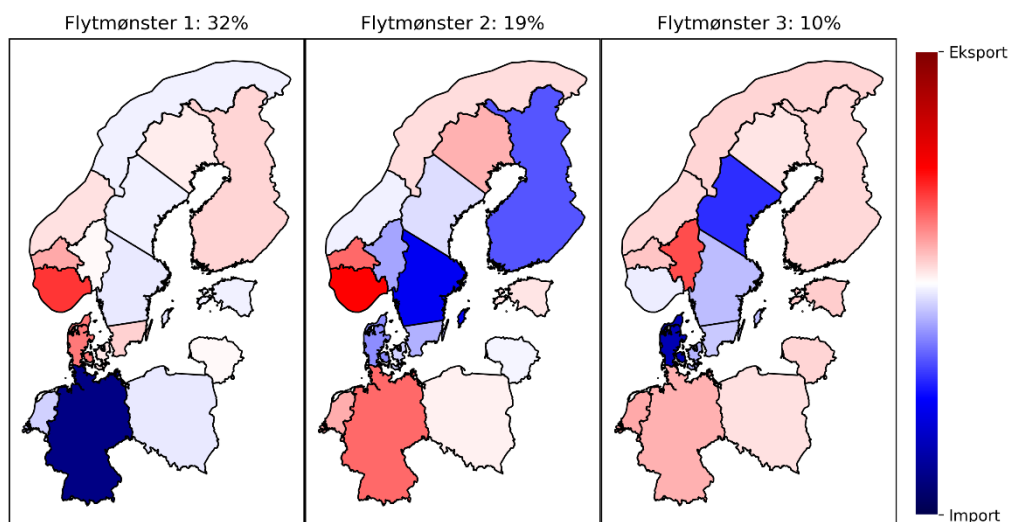 Flytmønster 1: 32%
Flytmønster 2: 19%
Flytmønster 3: 10%
Eksport
Import